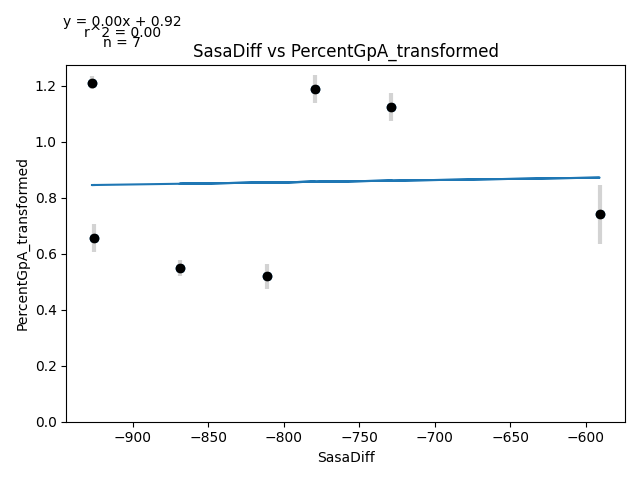 y = 0.00x + 0.92
r^2 = 0.00
n = 7
SasaDiff vs PercentGpA_transformed
1.2
1.0
0.8
0.6
0.4
0.2
0.0
PercentGpA_transformed
−900 −850 −800 −750 −700 −650 −600
SasaDiff